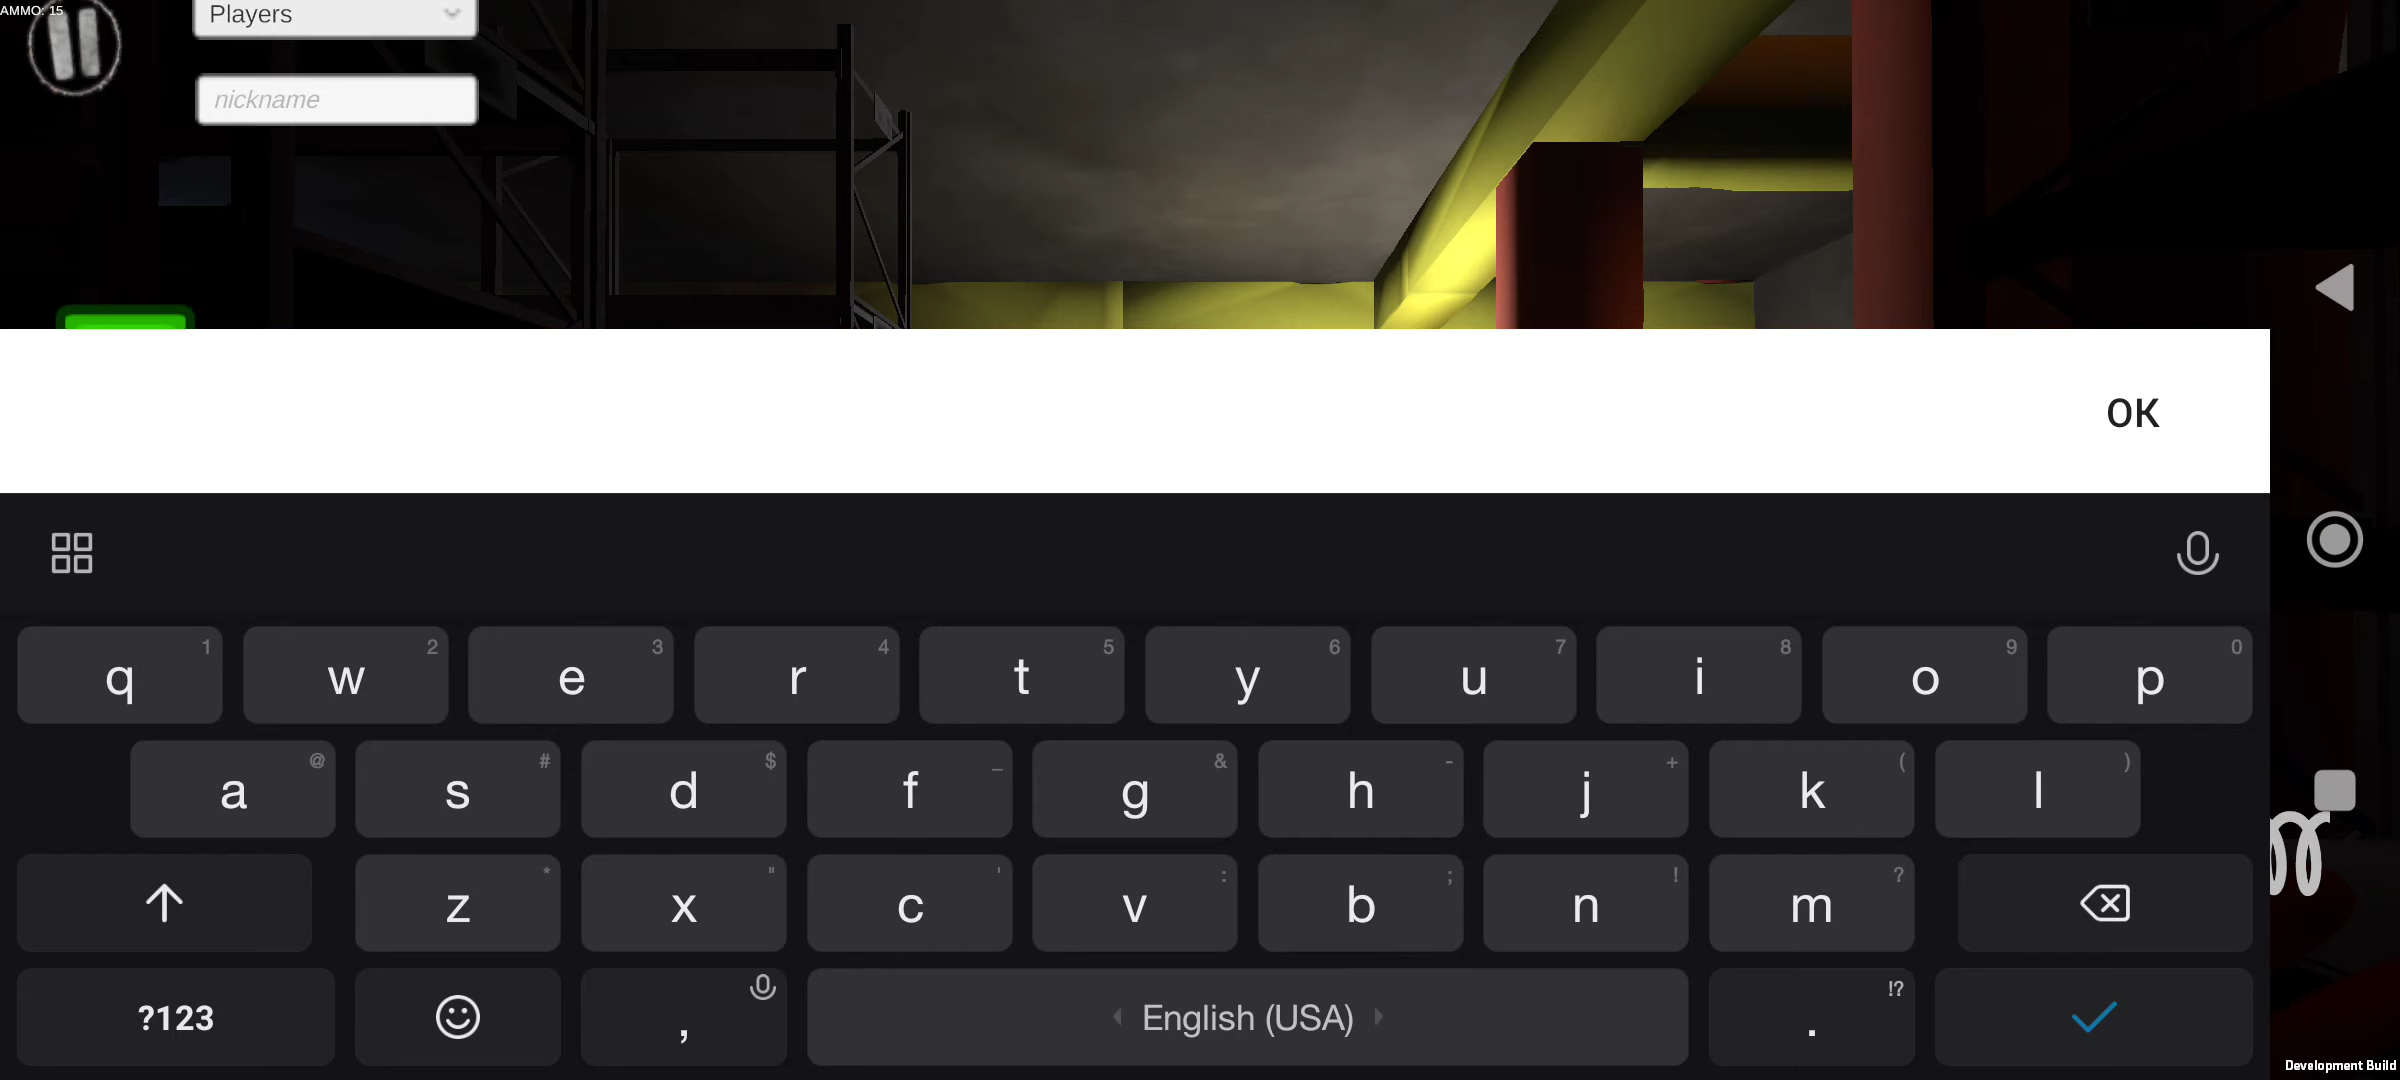 AMMO: 15
Players
nickname
OK
q 1 w 2 e 3 r 4 t 5 y 6 u 7 i 8 o 9 p 0
a @ s # d $ f _ g & h - j + k ( l )
z * x " c ' v : b ; n ! m ?
?123 , English (USA) . !?
Development Build